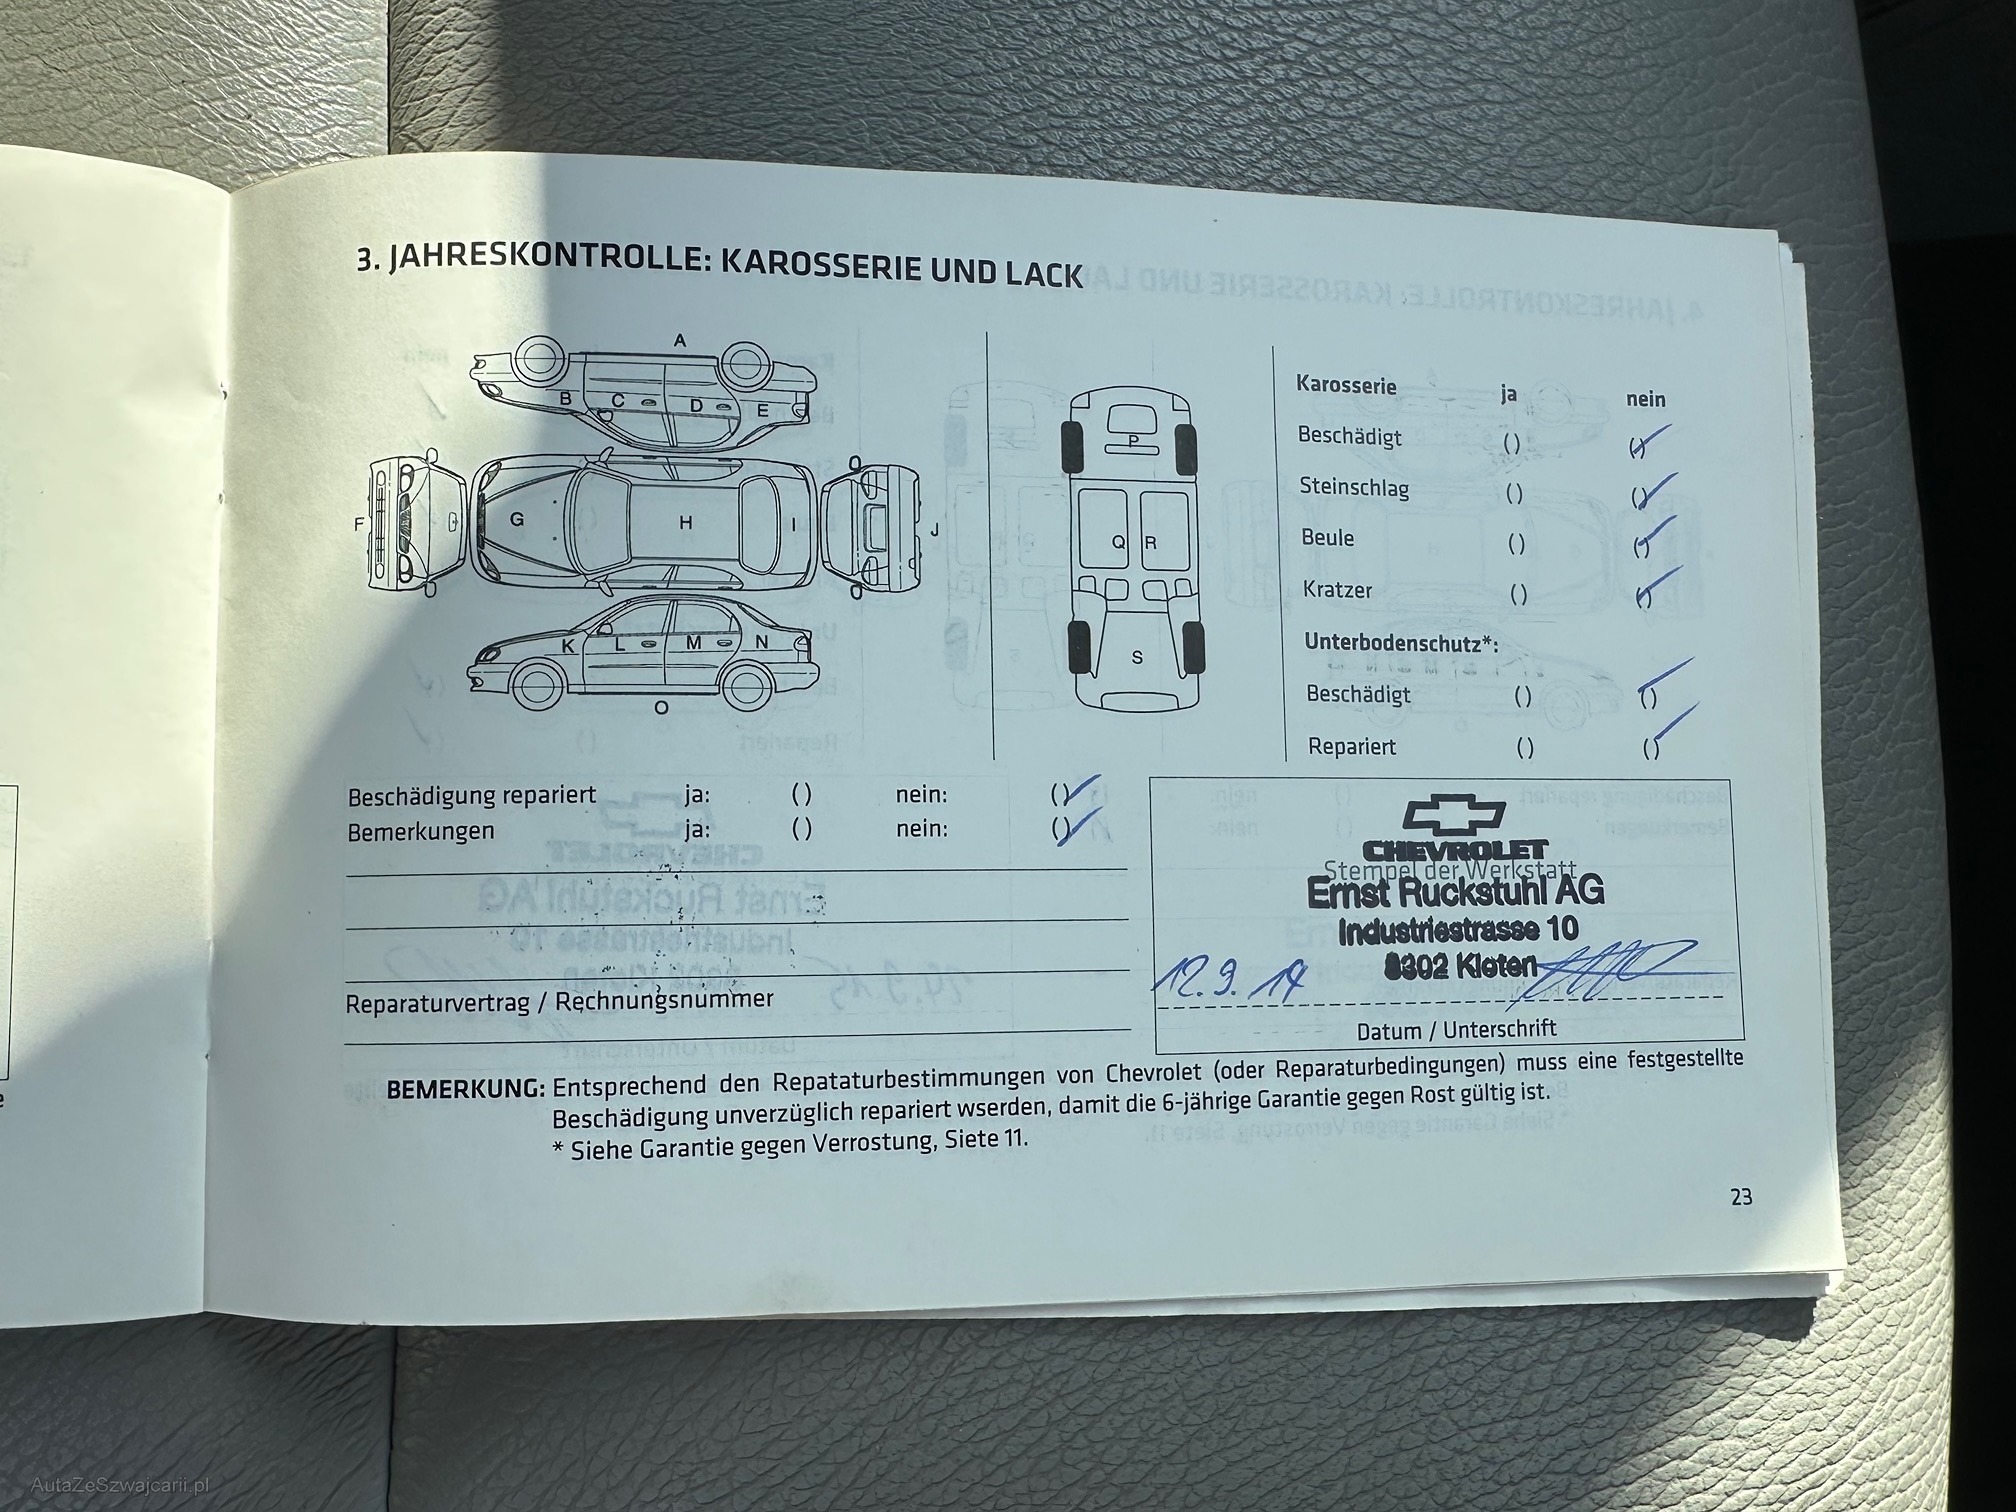 3. JAHRESKONTROLLE: KAROSSERIE UND LACK
A
B C D E
F G H I J
K L M N
O
P
Q R
S
Karosserie ja nein
Beschädigt () ()
Steinschlag () ()
Beule () ()
Kratzer () ()
Unterbodenschutz*:
Beschädigt () ()
Repariert () ()
Beschädigung repariert ja: () nein: ()
Bemerkungen ja: () nein: ()
Reparaturvertrag / Rechnungsnummer
CHEVROLET
Stempel der Werkstatt
Ernst Ruckstuhl AG
Industriestrasse 10
8302 Kloten
12.9.14
Datum / Unterschrift
BEMERKUNG: Entsprechend den Repataturbestimmungen von Chevrolet (oder Reparaturbedingungen) muss eine festgestellte
Beschädigung unverzüglich repariert wserden, damit die 6-jährige Garantie gegen Rost gültig ist.
* Siehe Garantie gegen Verrostung, Siete 11.
23
AutaZeSzwajcarii.pl